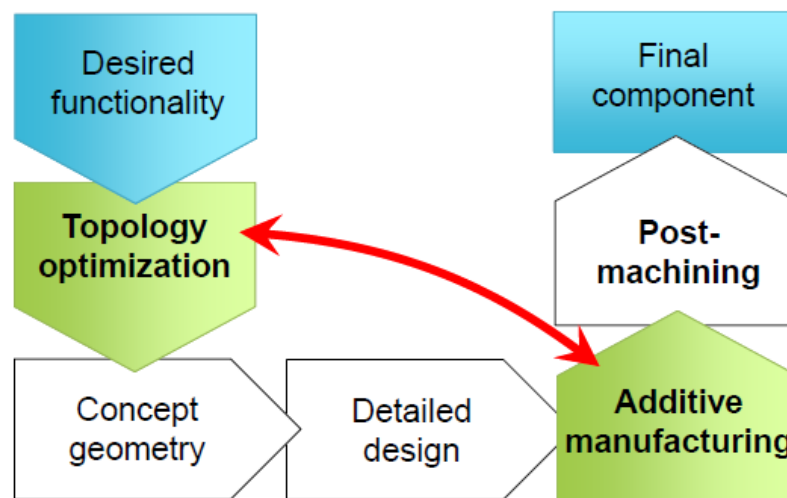 Desired
functionality
Topology
optimization
Concept
geometry
Detailed
design
Additive
manufacturing
Post-
machining
Final
component